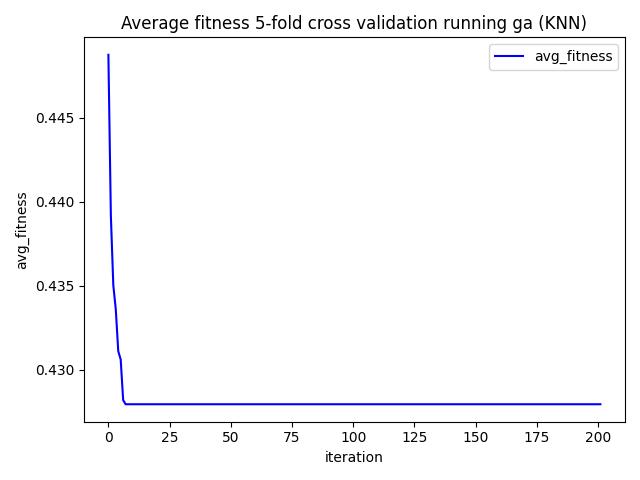 Average fitness 5-fold cross validation running ga (KNN)
avg_fitness
0.445
0.440
0.435
0.430
avg_fitness
0 25 50 75 100 125 150 175 200
iteration